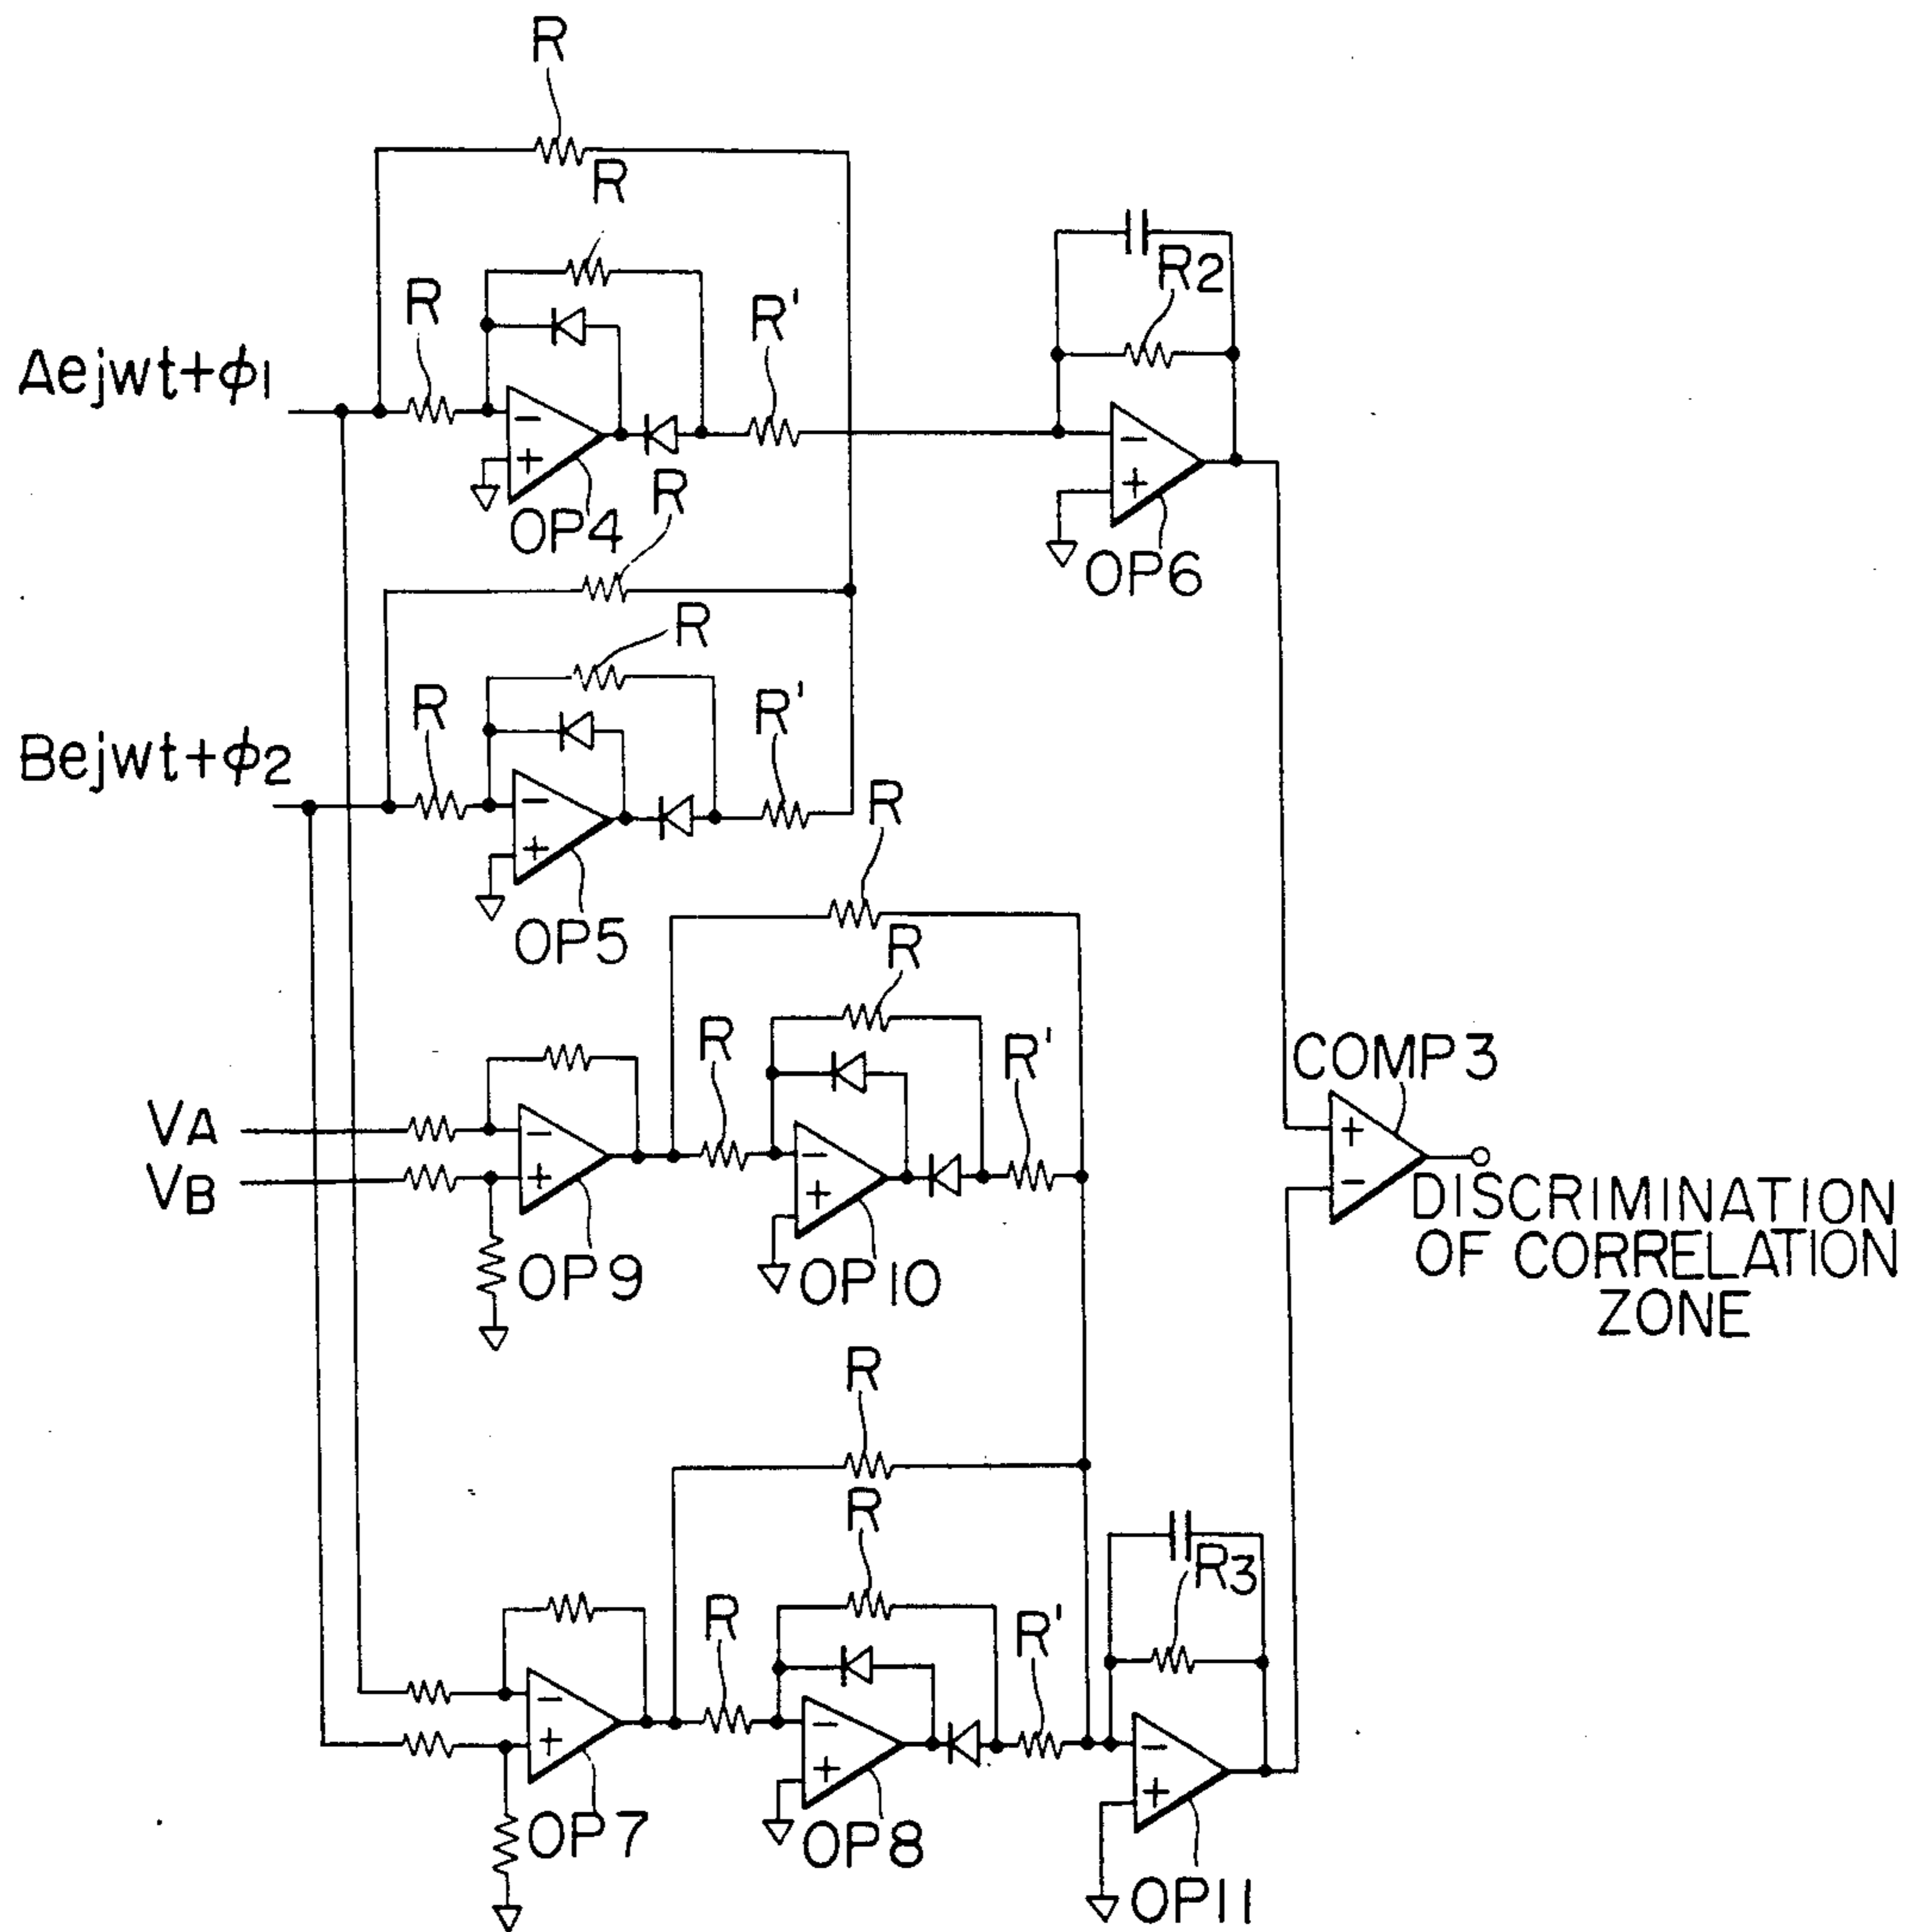 R
R
R
R'
R2
Aejwt+ϕ1
−
+
OP4
−
+
OP6
R
R
R
R'
Bejwt+ϕ2
−
+
OP5
R
R
R
R'
VA
VB
−
+
OP9
−
+
OP10
COMP3
+
−
DISCRIMINATION
OF CORRELATION
ZONE
R
R
R
R'
R3
−
+
OP7
−
+
OP8
−
+
OP11